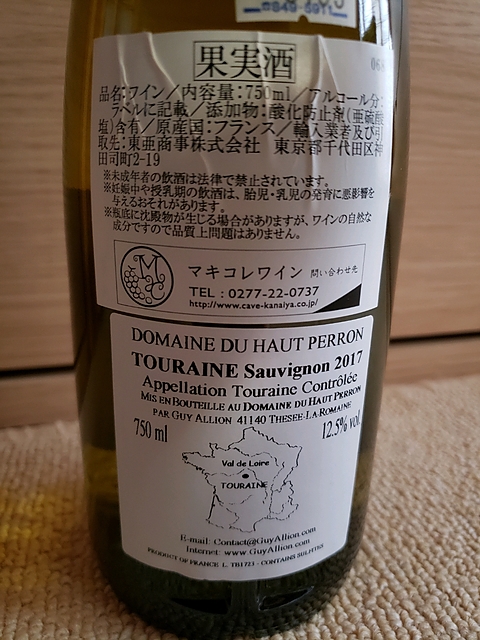 果実酒
品名:ワイン/内容量:750ml/アルコール分:
ラベルに記載/添加物:酸化防止剤(亜硫酸
塩)含有/原産国:フランス/輸入業者及び引
取先:東亜商事株式会社 東京都千代田区神
田司町2-19
※未成年者の飲酒は法律で禁止されています。
※妊娠中や授乳期の飲酒は、胎児・乳児の発育に悪影響を
与えるおそれがあります。
※瓶底に沈殿物が生じる場合がありますが、ワインの自然な
成分ですので品質上問題はありません。
マキコレワイン 問い合わせ先
TEL : 0277-22-0737
http://www.cave-kanaiya.co.jp/
DOMAINE DU HAUT PERRON
TOURAINE Sauvignon 2017
Appellation Touraine Contrôlée
MIS EN BOUTEILLE AU DOMAINE DU HAUT PERRON
PAR GUY ALLION 41140 THESEE-LA-ROMAINE
750 ml 12.5% vol.
Val de Loire
TOURAINE
E-mail: Contact@GuyAllion.com
Internet: www.GuyAllion.com
PRODUCT OF FRANCE L. TB1723 - CONTAINS SULFITES